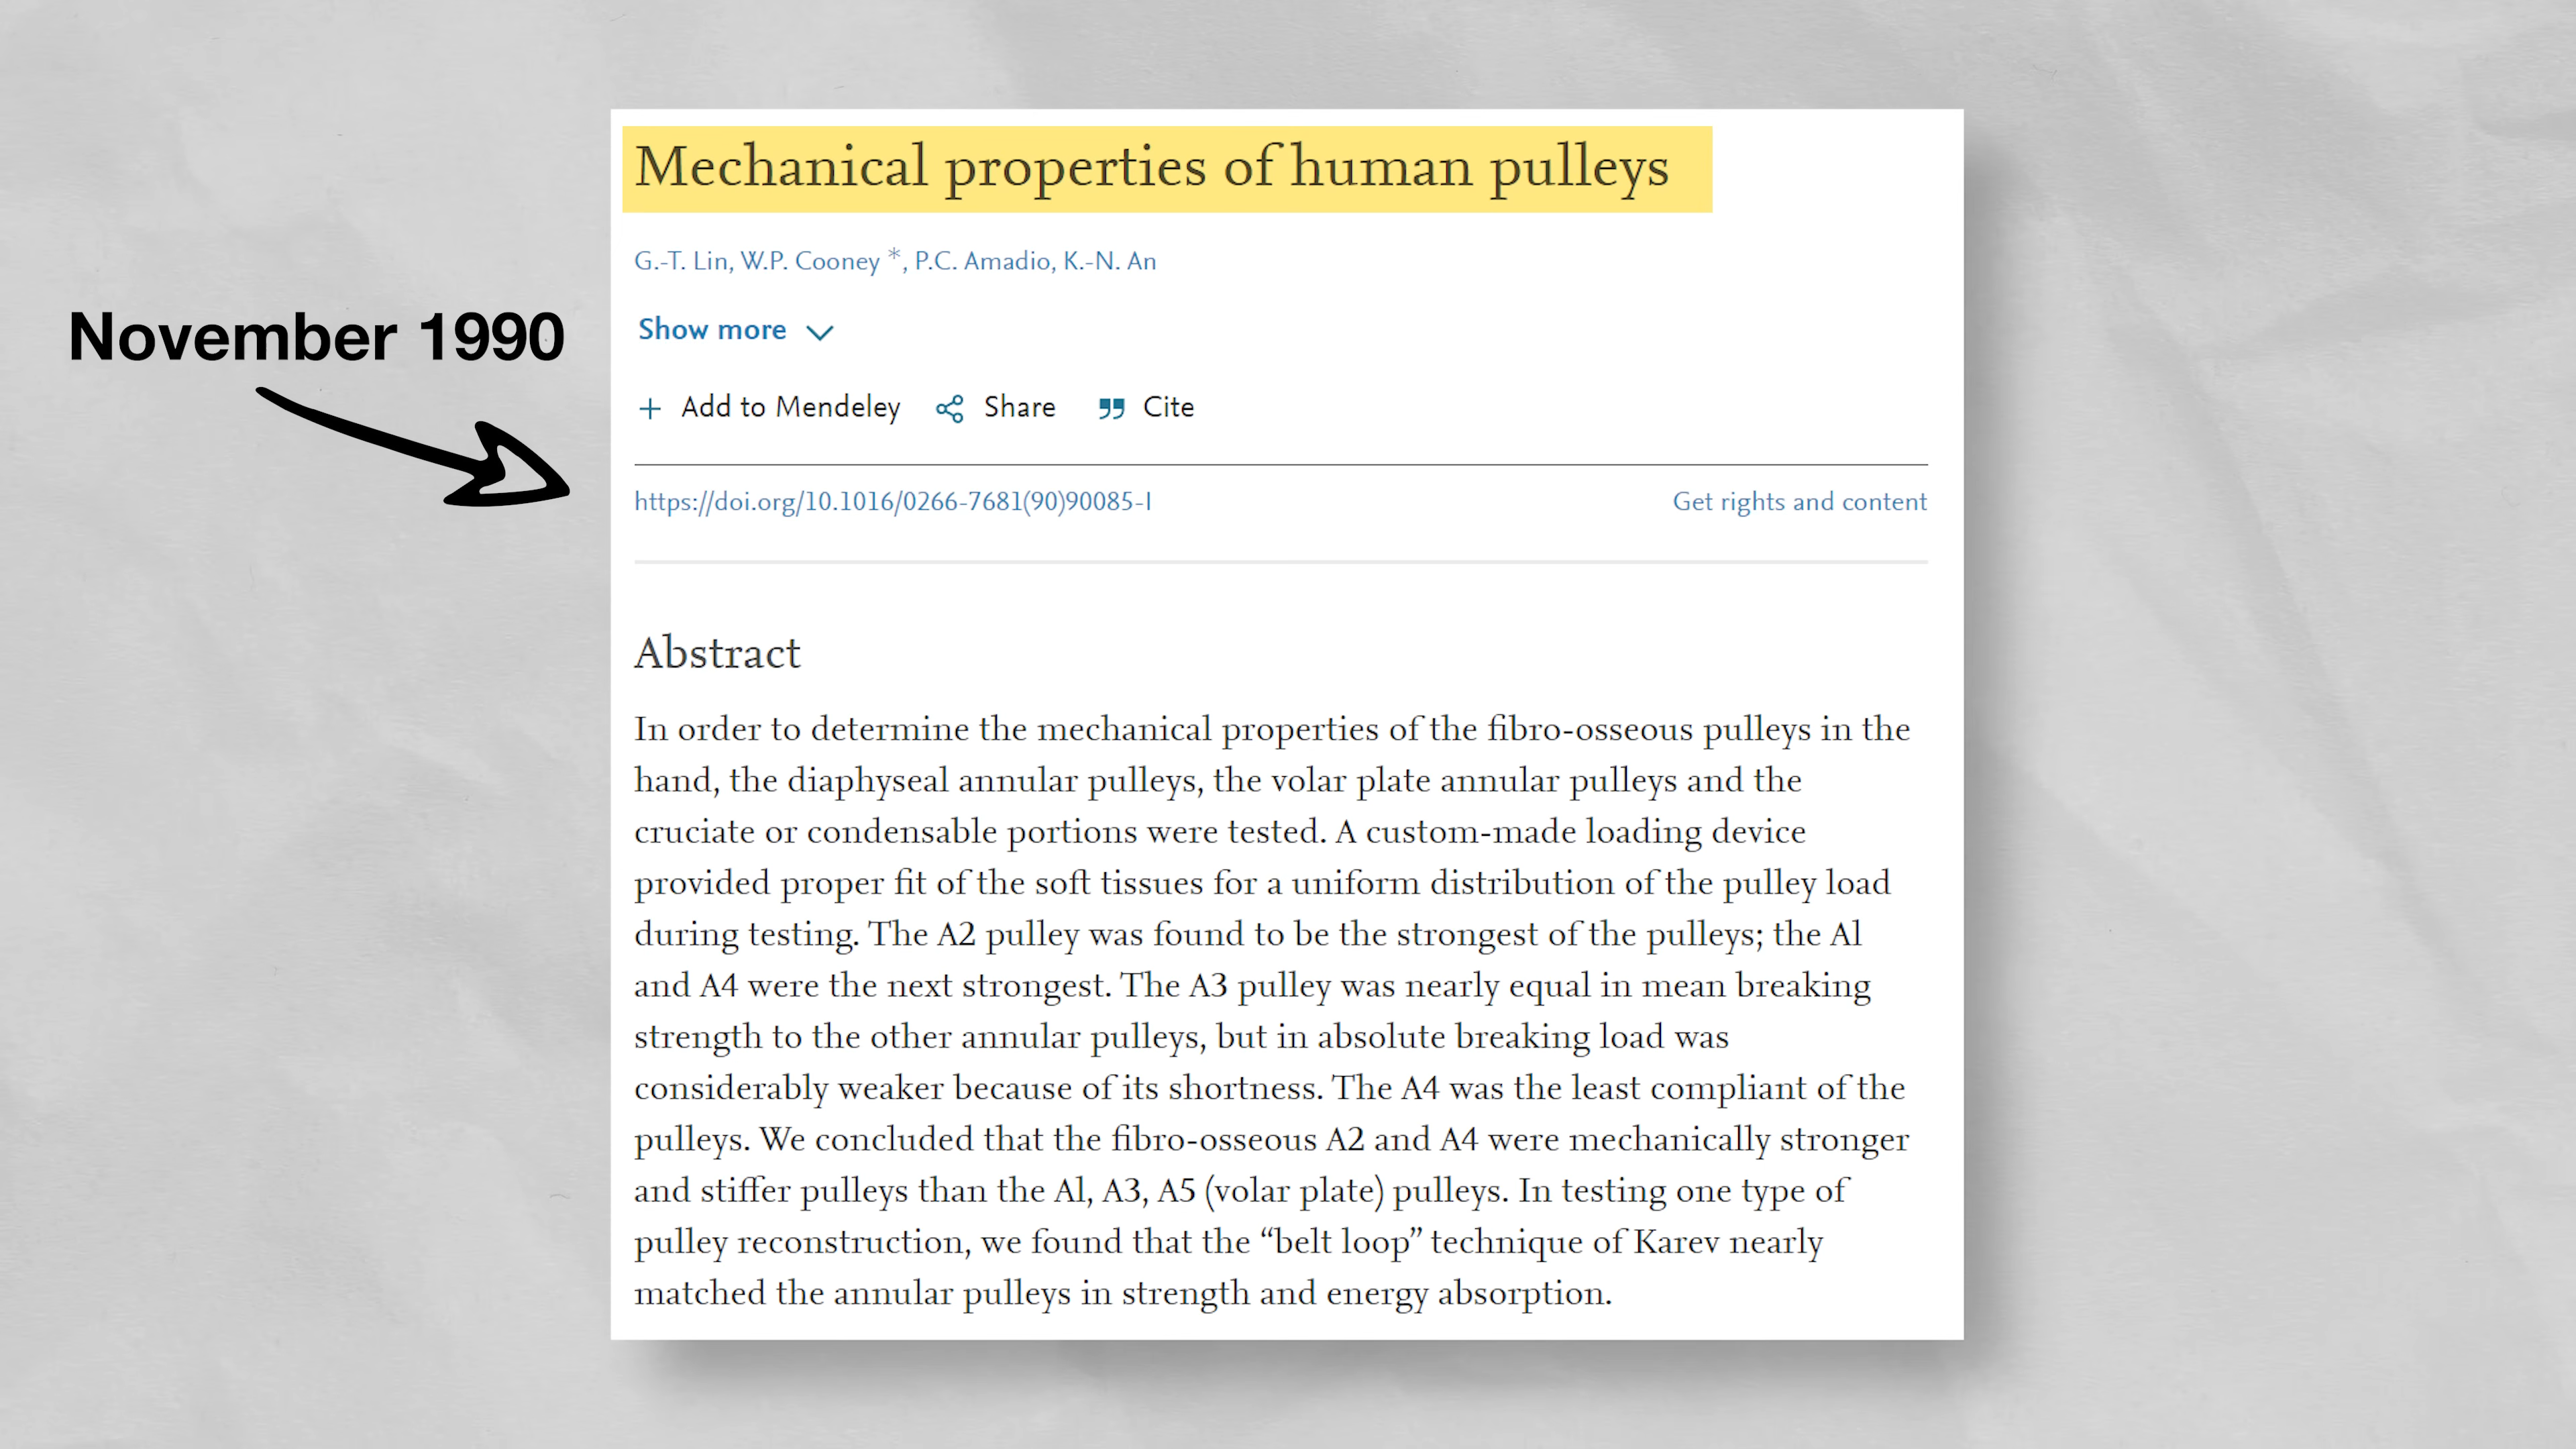 November 1990
Mechanical properties of human pulleys
G.-T. Lin, W.P. Cooney *, P.C. Amadio, K.-N. An
Show more
Add to Mendeley Share Cite
https://doi.org/10.1016/0266-7681(90)90085-I Get rights and content
Abstract
In order to determine the mechanical properties of the fibro-osseous pulleys in the
hand, the diaphyseal annular pulleys, the volar plate annular pulleys and the
cruciate or condensable portions were tested. A custom-made loading device
provided proper fit of the soft tissues for a uniform distribution of the pulley load
during testing. The A2 pulley was found to be the strongest of the pulleys; the Al
and A4 were the next strongest. The A3 pulley was nearly equal in mean breaking
strength to the other annular pulleys, but in absolute breaking load was
considerably weaker because of its shortness. The A4 was the least compliant of the
pulleys. We concluded that the fibro-osseous A2 and A4 were mechanically stronger
and stiffer pulleys than the Al, A3, A5 (volar plate) pulleys. In testing one type of
pulley reconstruction, we found that the “belt loop” technique of Karev nearly
matched the annular pulleys in strength and energy absorption.